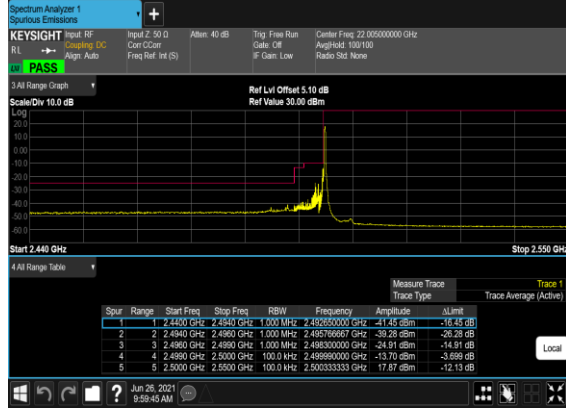 Spectrum Analyzer 1
Spurious Emissions
KEYSIGHT Input: RF Input Z: 50 Ω Atten: 40 dB Trig: Free Run Center Freq: 22.005000000 GHz
RL Coupling: DC Corr CCorr Gate: Off Avg|Hold: 100/100
Align: Auto Freq Ref: Int (S) IF Gain: Low Radio Std: None
PASS
3 All Range Graph
Ref Lvl Offset 5.10 dB
Scale/Div 10.0 dB Ref Value 30.00 dBm
Log
20.0
10.0
0.00
-10.0
-20.0
-30.0
-40.0
-50.0
-60.0
Start 2.440 GHz Stop 2.550 GHz
4 All Range Table
Measure Trace Trace 1
Trace Type Trace Average (Active)
Spur Range Start Freq Stop Freq RBW Frequency Amplitude ΔLimit
1 1 2.4400 GHz 2.4940 GHz 1.000 MHz 2.492650000 GHz -41.45 dBm -16.45 dB
2 2 2.4940 GHz 2.4960 GHz 1.000 MHz 2.495766667 GHz -39.28 dBm -26.28 dB
3 3 2.4960 GHz 2.4990 GHz 1.000 MHz 2.498300000 GHz -24.91 dBm -14.91 dB
4 4 2.4990 GHz 2.5000 GHz 100.0 kHz 2.499990000 GHz -13.70 dBm -3.699 dB
5 5 2.5000 GHz 2.5500 GHz 100.0 kHz 2.500333333 GHz 17.87 dBm -12.13 dB
Local
? Jun 26, 2021
9:59:45 AM